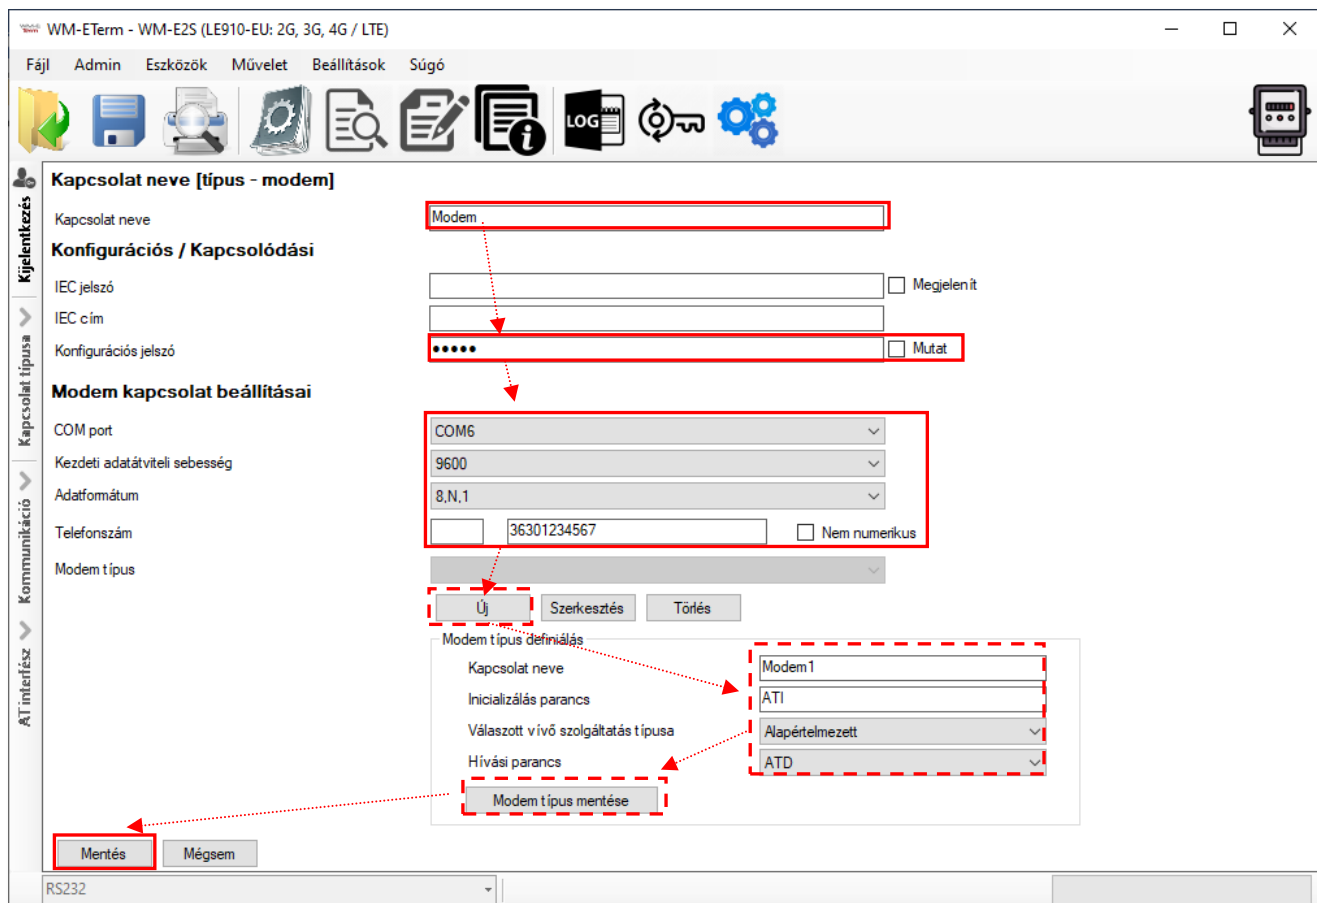 WM-ETerm - WM-E2S (LE910-EU: 2G, 3G, 4G / LTE)
Fájl Admin Eszközök Művelet Beállítások Súgó
LOG
Kijelentkezés
Kapcsolat típusa
Kommunikáció
AT interfész
Kapcsolat neve [típus - modem]
Kapcsolat neve Modem
Konfigurációs / Kapcsolódási
IEC jelszó Megjelenít
IEC cím
Konfigurációs jelszó ●●●●● Mutat
Modem kapcsolat beállításai
COM port COM6
Kezdeti adatátviteli sebesség 9600
Adatformátum 8,N,1
Telefonszám 36301234567 Nem numerikus
Modem típus
Új Szerkesztés Törlés
Modem típus definiálás
Kapcsolat neve Modem1
Inicializálás parancs ATI
Válaszott vívő szolgáltatás típusa Alapértelmezett
Hívási parancs ATD
Modem típus mentése
Mentés Mégsem
RS232